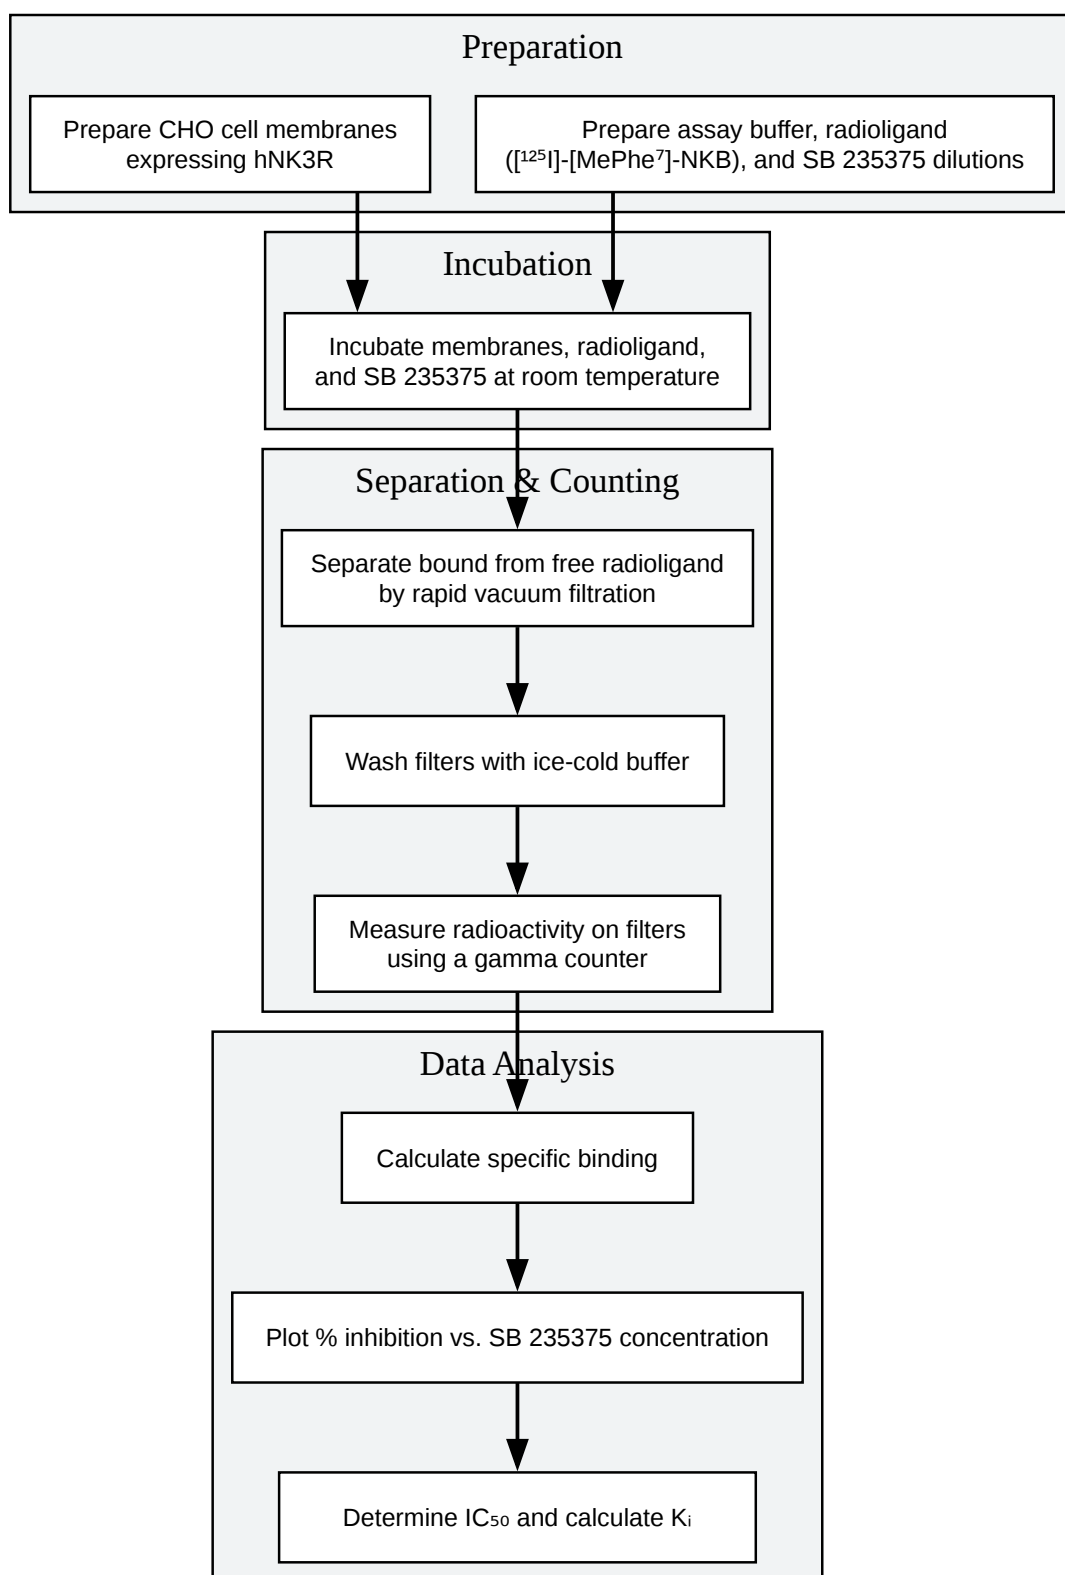 Preparation
Prepare CHO cell membranes
expressing hNK3R
Prepare assay buffer, radioligand
([¹²⁵I]-[MePhe⁷]-NKB), and SB 235375 dilutions
Incubation
Incubate membranes, radioligand,
and SB 235375 at room temperature
Separation & Counting
Separate bound from free radioligand
by rapid vacuum filtration
Wash filters with ice-cold buffer
Measure radioactivity on filters
using a gamma counter
Data Analysis
Calculate specific binding
Plot % inhibition vs. SB 235375 concentration
Determine IC₅₀ and calculate Kᵢ